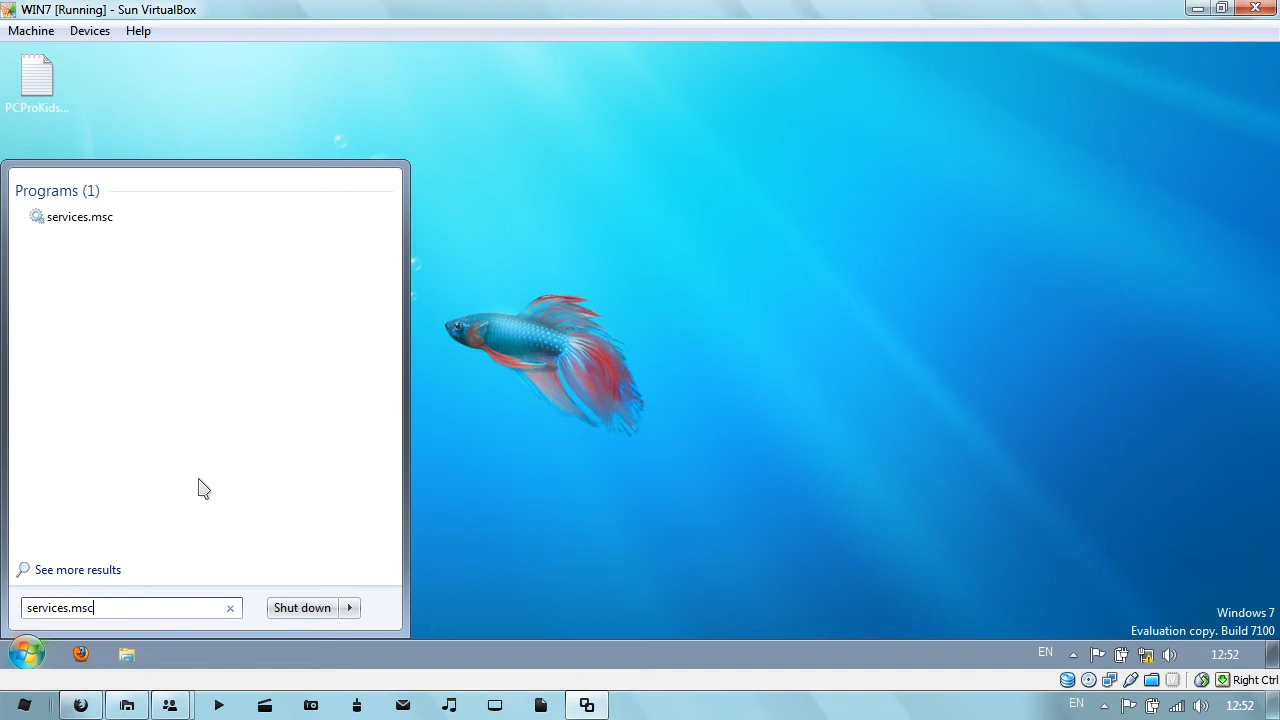 WIN7 [Running] - Sun VirtualBox
Machine Devices Help
PCProKids...
Programs (1)
services.msc
See more results
services.msc
Shut down
Windows 7
Evaluation copy. Build 7100
EN 12:52
Right Ctrl
EN 12:52